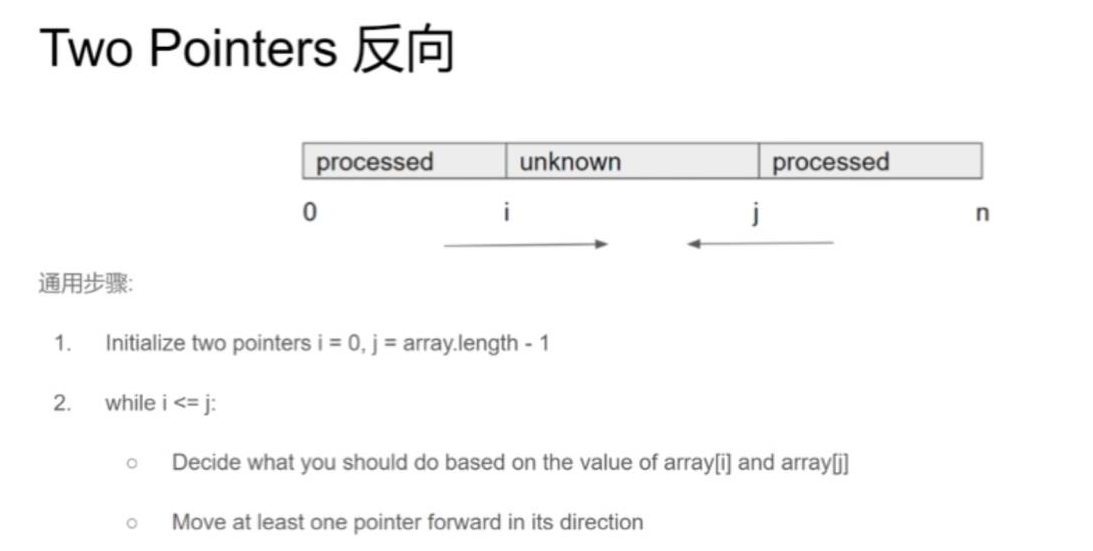 Two Pointers 反向
processed unknown processed
0 i j n
通用步骤:
1. Initialize two pointers i = 0, j = array.length - 1
2. while i <= j:
○ Decide what you should do based on the value of array[i] and array[j]
○ Move at least one pointer forward in its direction